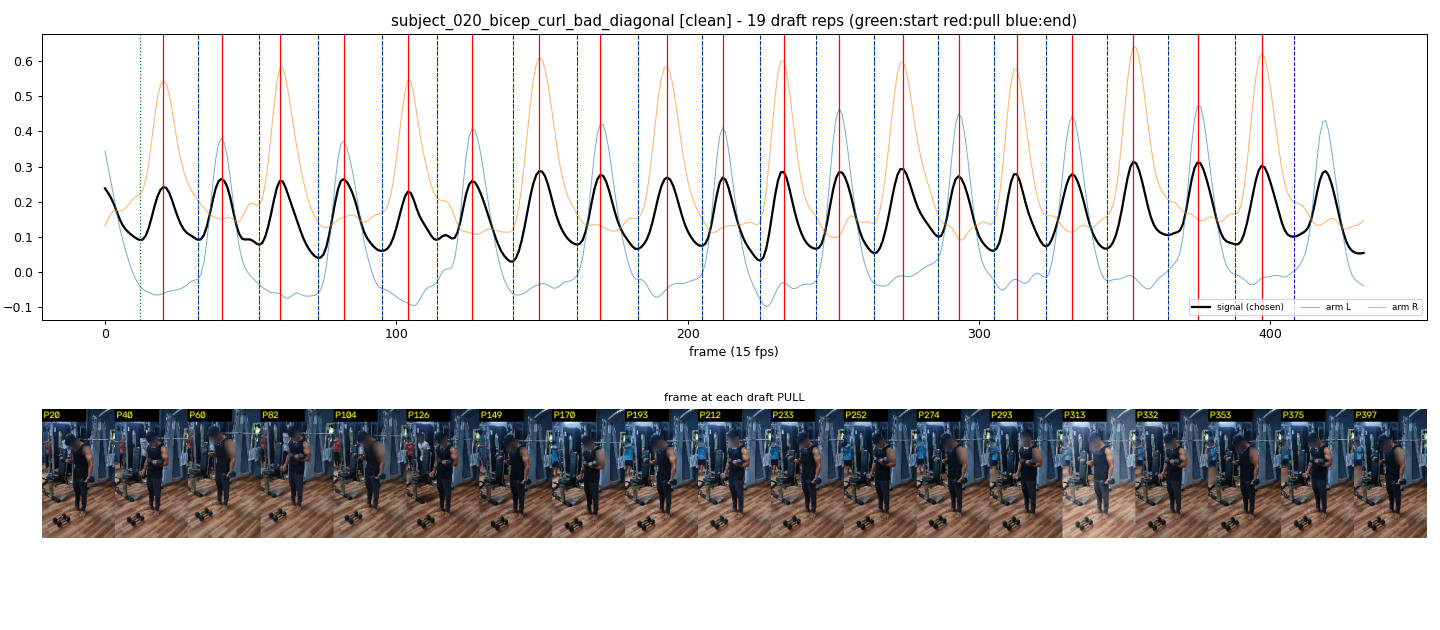 subject_020_bicep_curl_bad_diagonal [clean] - 19 draft reps (green:start red:pull blue:end)
0.6
0.5
0.4
0.3
0.2
0.1
0.0
−0.1
signal (chosen) arm L arm R
0 100 200 300 400
frame (15 fps)
frame at each draft PULL
P20 P40 P60 P82 P104 P126 P149 P170 P193 P212 P233 P252 P274 P293 P313 P332 P353 P375 P397